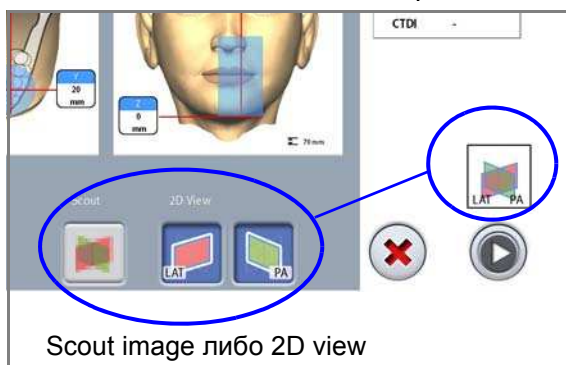 CTDI -
Y
20
mm
Z
0
mm
79 mm
Scout
2D View
LAT PA
LAT
PA
Scout image либо 2D view